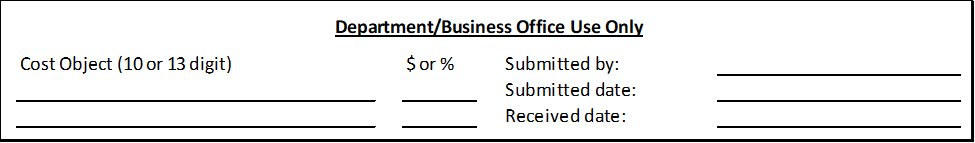 Department/Business Office Use Only
Cost Object (10 or 13 digit) $ or % Submitted by:
Submitted date:
Received date: